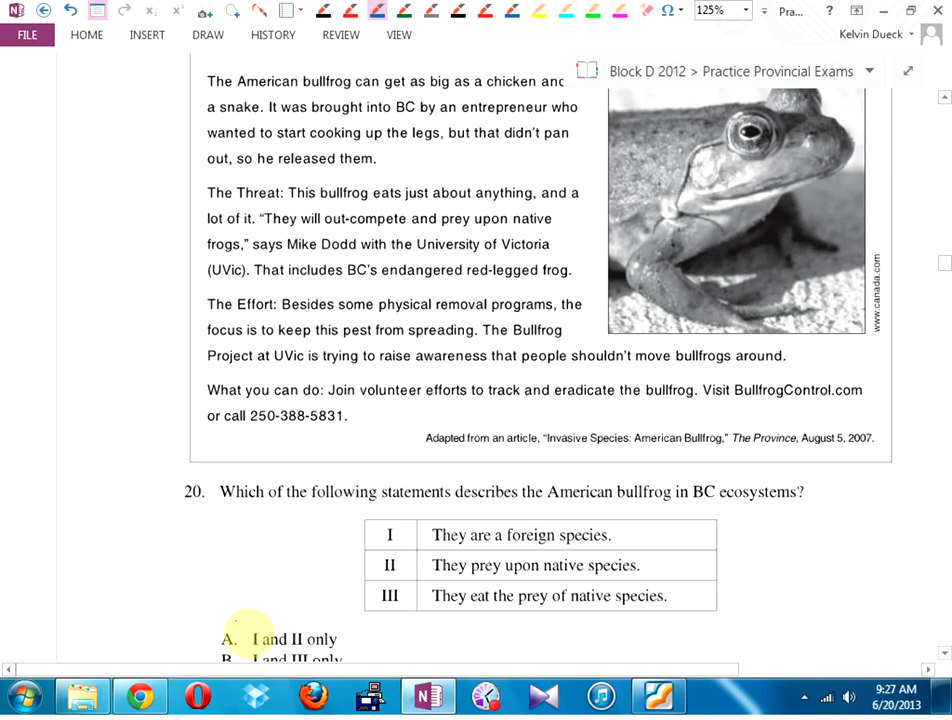 125%
Pra...
?
FILE
HOME
INSERT
DRAW
HISTORY
REVIEW
VIEW
Kelvin Dueck
Block D 2012 > Practice Provincial Exams
The American bullfrog can get as big as a chicken and
a snake. It was brought into BC by an entrepreneur who
wanted to start cooking up the legs, but that didn't pan
out, so he released them.
The Threat: This bullfrog eats just about anything, and a
lot of it. “They will out-compete and prey upon native
frogs,” says Mike Dodd with the University of Victoria
(UVic). That includes BC's endangered red-legged frog.
The Effort: Besides some physical removal programs, the
focus is to keep this pest from spreading. The Bullfrog
Project at UVic is trying to raise awareness that people shouldn't move bullfrogs around.
www.canada.com
What you can do: Join volunteer efforts to track and eradicate the bullfrog. Visit BullfrogControl.com
or call 250-388-5831.
Adapted from an article, “Invasive Species: American Bullfrog,” The Province, August 5, 2007.
20. Which of the following statements describes the American bullfrog in BC ecosystems?
I They are a foreign species.
II They prey upon native species.
III They eat the prey of native species.
A. I and II only
B. I and III only
9:27 AM
6/20/2013